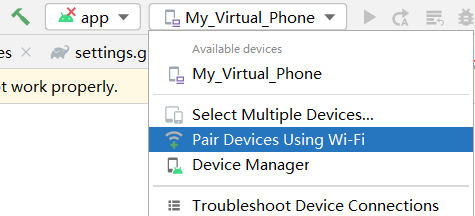 app
My_Virtual_Phone
es
settings.g
Available devices
ot work properly.
My_Virtual_Phone
Select Multiple Devices...
Pair Devices Using Wi-Fi
Device Manager
Troubleshoot Device Connections